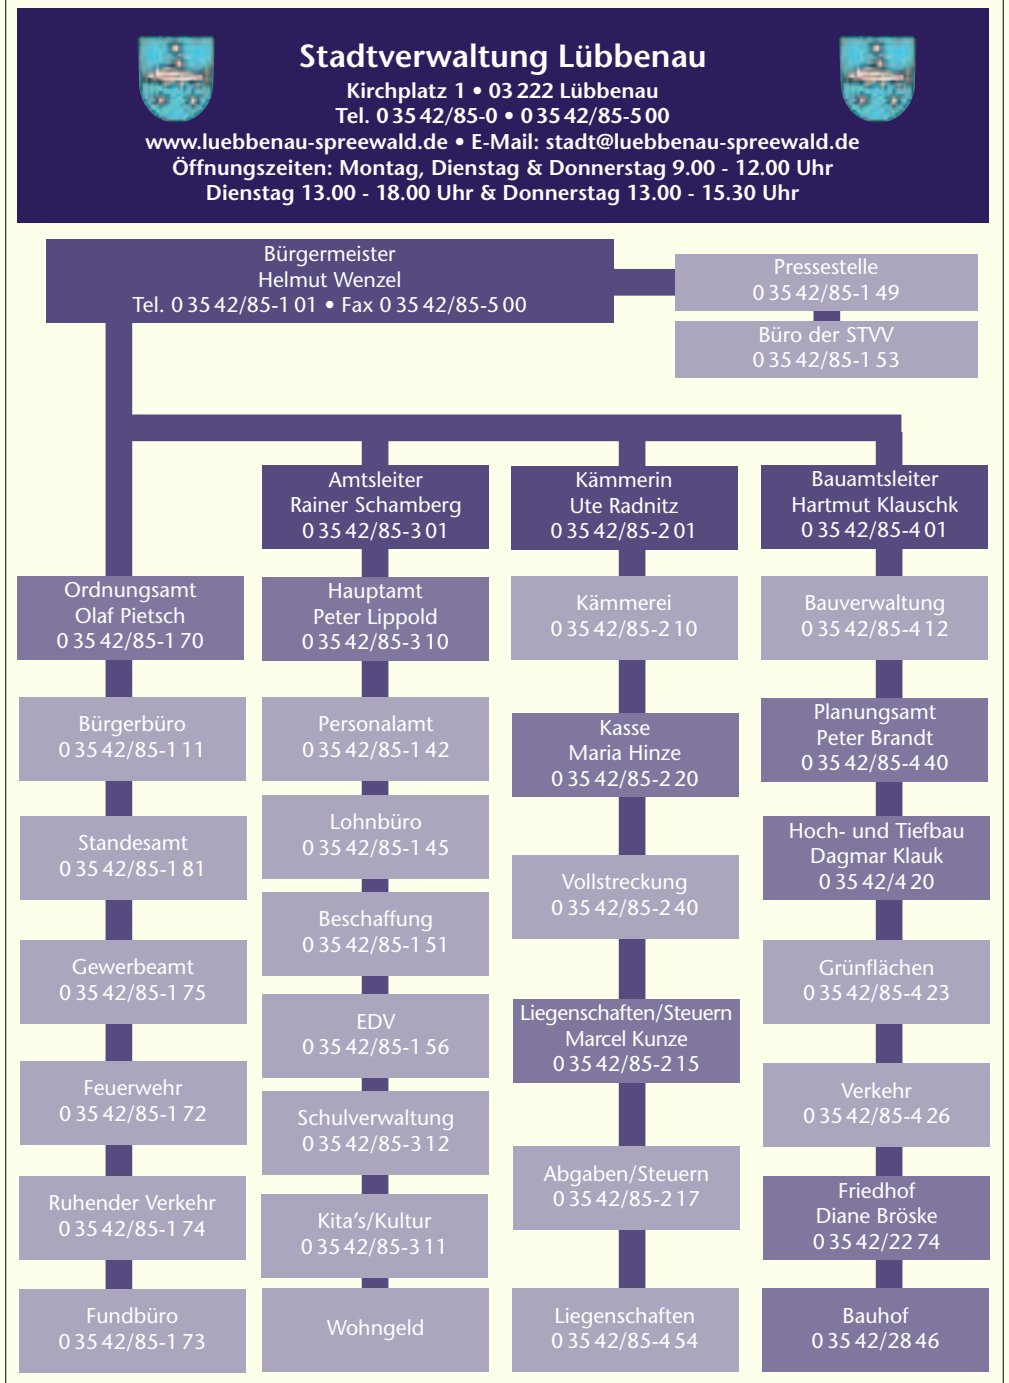 Stadtverwaltung Lübbenau
Kirchplatz 1 • 03 222 Lübbenau
Tel. 0 35 42/85-0 • 0 35 42/85-5 00
www.luebbenau-spreewald.de • E-Mail: stadt@luebbenau-spreewald.de
Öffnungszeiten: Montag, Dienstag & Donnerstag 9.00 - 12.00 Uhr
Dienstag 13.00 - 18.00 Uhr & Donnerstag 13.00 - 15.30 Uhr
Bürgermeister
Helmut Wenzel
Tel. 0 35 42/85-1 01 • Fax 0 35 42/85-5 00
Pressestelle
0 35 42/85-1 49
Büro der STVV
0 35 42/85-1 53
Ordnungsamt
Olaf Pietsch
0 35 42/85-1 70
Bürgerbüro
0 35 42/85-1 11
Standesamt
0 35 42/85-1 81
Gewerbeamt
0 35 42/85-1 75
Feuerwehr
0 35 42/85-1 72
Ruhender Verkehr
0 35 42/85-1 74
Fundbüro
0 35 42/85-1 73
Amtsleiter
Rainer Schamberg
0 35 42/85-3 01
Hauptamt
Peter Lippold
0 35 42/85-3 10
Personalamt
0 35 42/85-1 42
Lohnbüro
0 35 42/85-1 45
Beschaffung
0 35 42/85-1 51
EDV
0 35 42/85-1 56
Schulverwaltung
0 35 42/85-3 12
Kita's/Kultur
0 35 42/85-3 11
Wohngeld
Kämmerin
Ute Radnitz
0 35 42/85-2 01
Kämmerei
0 35 42/85-2 10
Kasse
Maria Hinze
0 35 42/85-2 20
Vollstreckung
0 35 42/85-2 40
Liegenschaften/Steuern
Marcel Kunze
0 35 42/85-2 15
Abgaben/Steuern
0 35 42/85-2 17
Liegenschaften
0 35 42/85-4 54
Bauamtsleiter
Hartmut Klauschk
0 35 42/85-4 01
Bauverwaltung
0 35 42/85-4 12
Planungsamt
Peter Brandt
0 35 42/85-4 40
Hoch- und Tiefbau
Dagmar Klauk
0 35 42/4 20
Grünflächen
0 35 42/85-4 23
Verkehr
0 35 42/85-4 26
Friedhof
Diane Bröske
0 35 42/22 74
Bauhof
0 35 42/28 46